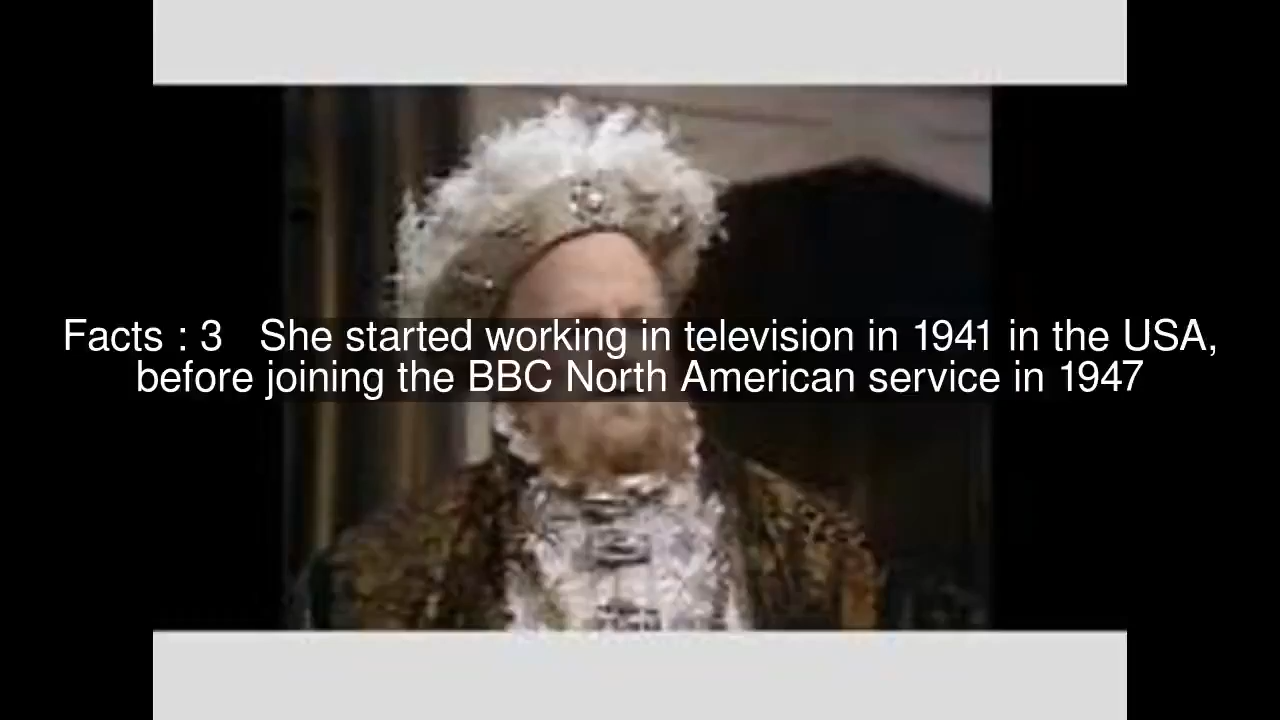 Facts : 3   She started working in television in 1941 in the USA,
before joining the BBC North American service in 1947